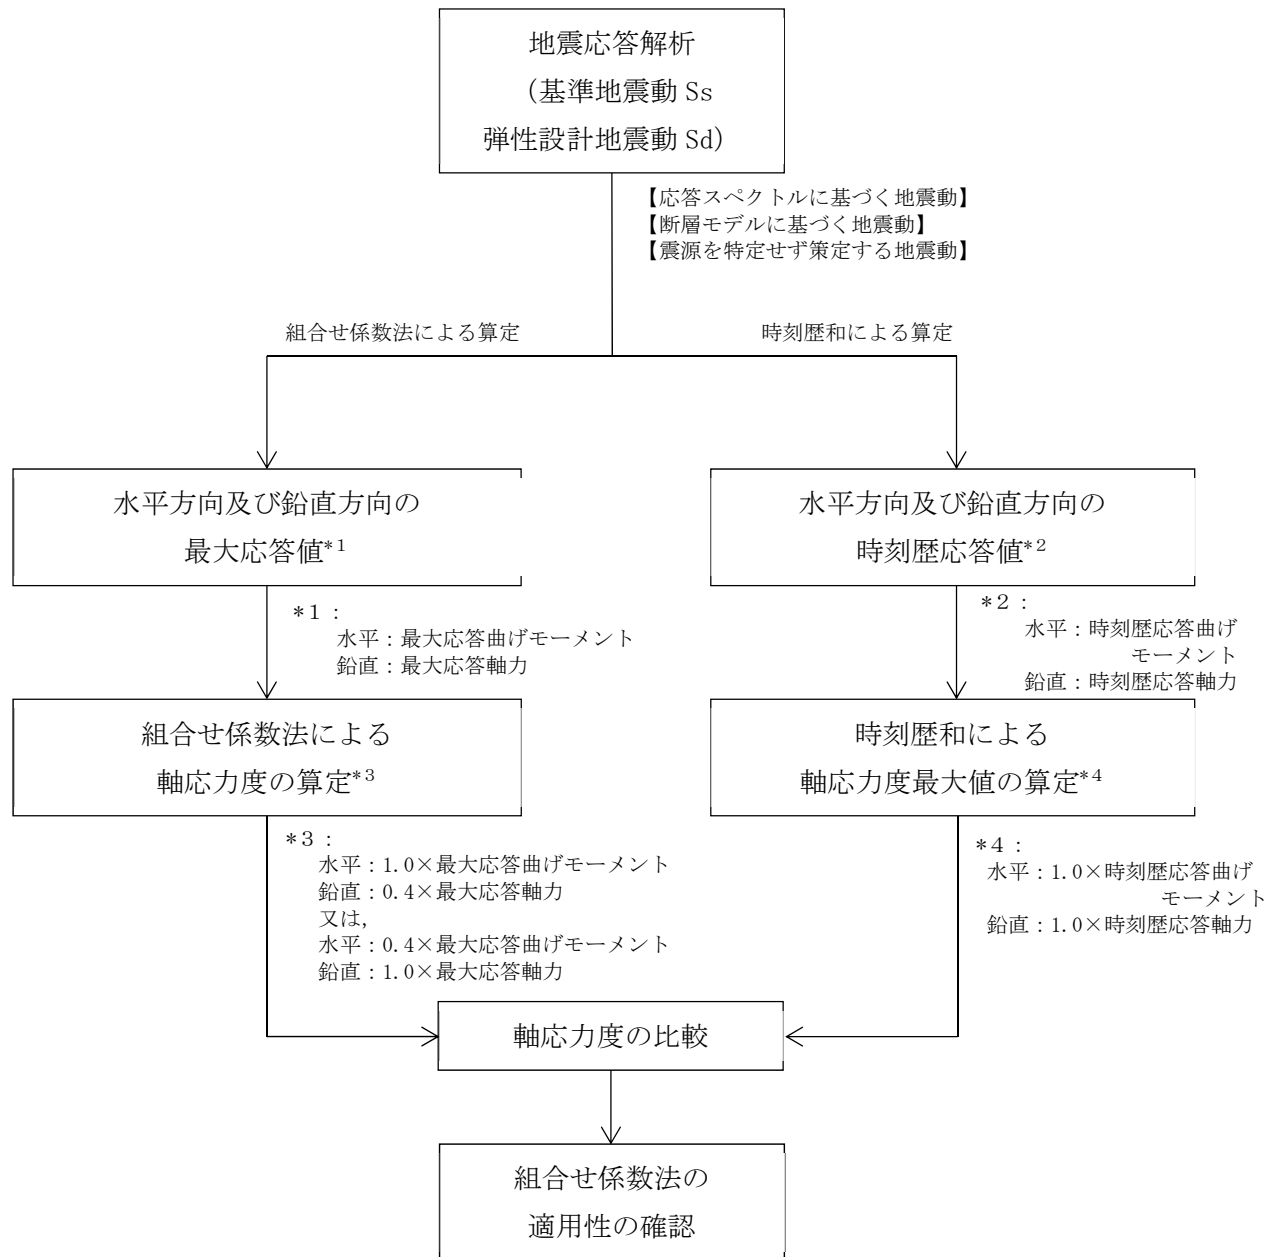 地震応答解析
（基準地震動 Ss
弾性設計地震動 Sd）
【応答スペクトルに基づく地震動】
【断層モデルに基づく地震動】
【震源を特定せず策定する地震動】
組合せ係数法による算定
時刻歴和による算定
水平方向及び鉛直方向の
最大応答値*1
水平方向及び鉛直方向の
時刻歴応答値*2
*1：
水平：最大応答曲げモーメント
鉛直：最大応答軸力
*2：
水平：時刻歴応答曲げ
モーメント
鉛直：時刻歴応答軸力
組合せ係数法による
軸応力度の算定*3
時刻歴和による
軸応力度最大値の算定*4
*3：
水平：1.0×最大応答曲げモーメント
鉛直：0.4×最大応答軸力
又は，
水平：0.4×最大応答曲げモーメント
鉛直：1.0×最大応答軸力
*4：
水平：1.0×時刻歴応答曲げ
モーメント
鉛直：1.0×時刻歴応答軸力
軸応力度の比較
組合せ係数法の
適用性の確認